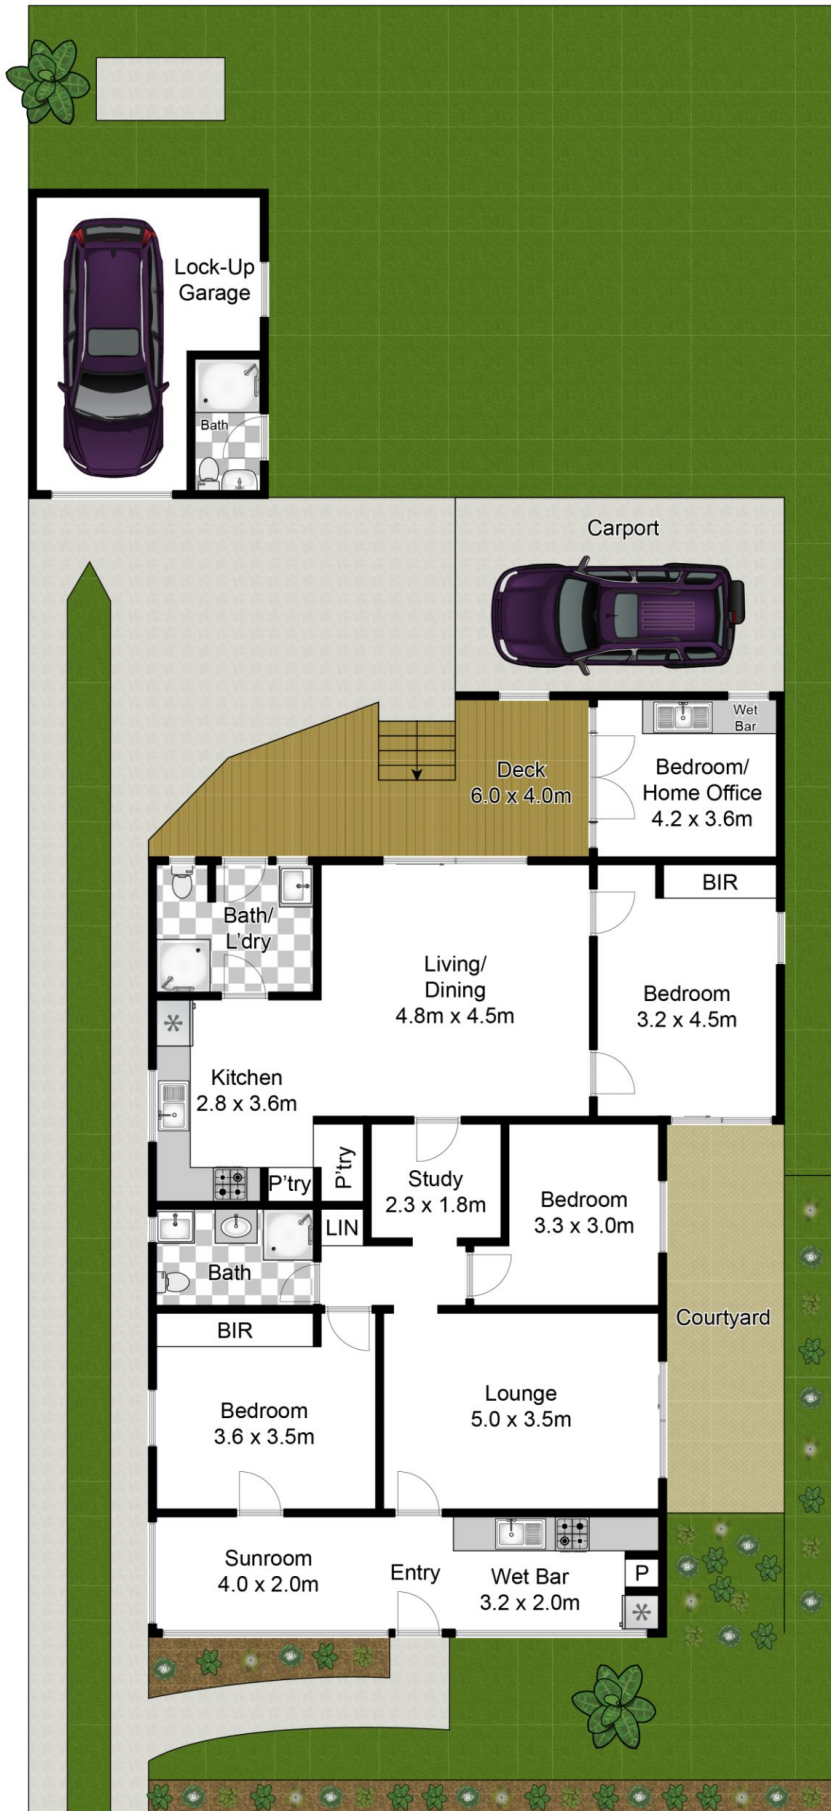 Lock-Up
Garage
Bath
Carport
Wet
Bar
Deck
6.0 x 4.0m
Bedroom/
Home Office
4.2 x 3.6m
BIR
Bath/
L'dry
Living/
Dining
4.8m x 4.5m
Bedroom
3.2 x 4.5m
Kitchen
2.8 x 3.6m
P'try
P'try
Study
2.3 x 1.8m
Bedroom
3.3 x 3.0m
LIN
Bath
Courtyard
BIR
Bedroom
3.6 x 3.5m
Lounge
5.0 x 3.5m
Sunroom
4.0 x 2.0m
Entry
Wet Bar
3.2 x 2.0m
P